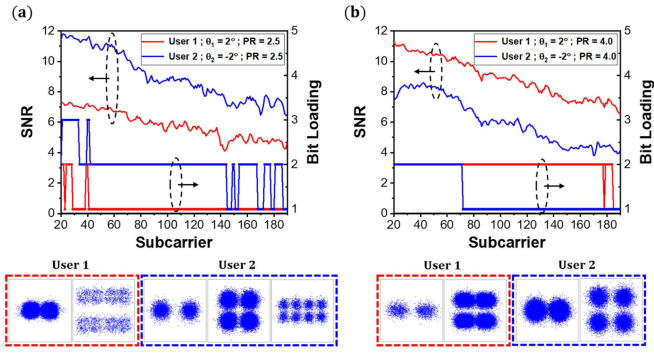 (a)
12
10
8
6
4
2
0
SNR
User 1 ; θ1 = 2° ; PR = 2.5
User 2 ; θ2 = -2° ; PR = 2.5
5
4
3
2
1
Bit Loading
20 40 60 80 100 120 140 160 180
Subcarrier
(b)
12
10
8
6
4
2
0
SNR
User 1 ; θ1 = 2° ; PR = 4.0
User 2 ; θ2 = -2° ; PR = 4.0
5
4
3
2
1
Bit Loading
20 40 60 80 100 120 140 160 180
Subcarrier
User 1 User 2
User 1 User 2